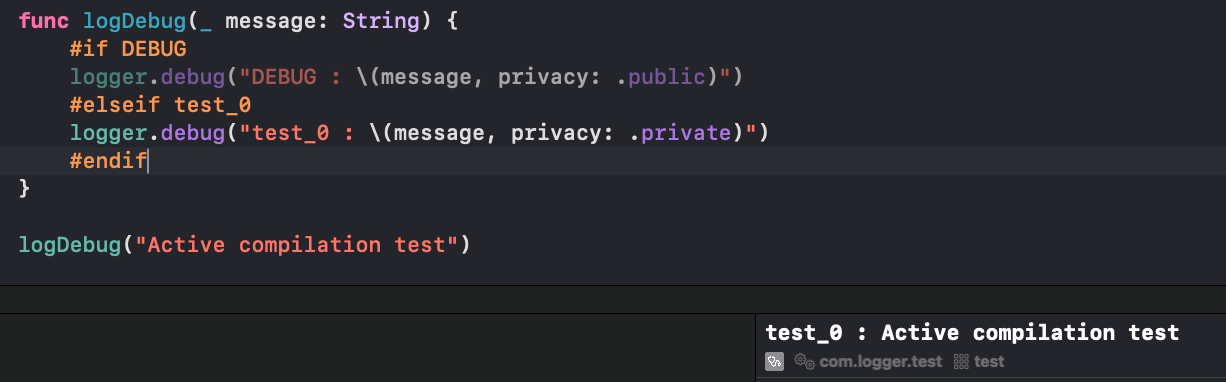 func logDebug(_ message: String) {
    #if DEBUG
    logger.debug("DEBUG : \(message, privacy: .public)")
    #elseif test_0
    logger.debug("test_0 : \(message, privacy: .private)")
    #endif
}
logDebug("Active compilation test")
test_0 : Active compilation test
com.logger.test test